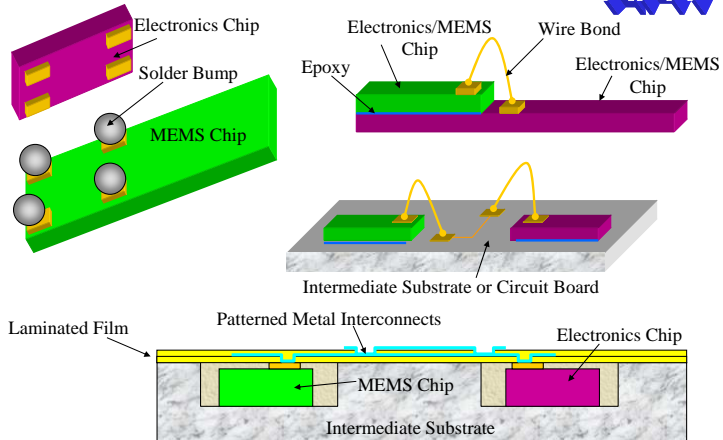 Electronics Chip
Solder Bump
MEMS Chip
Electronics/MEMS
Chip
Wire Bond
Epoxy
Electronics/MEMS
Chip
Intermediate Substrate or Circuit Board
Laminated Film
Patterned Metal Interconnects
Electronics Chip
MEMS Chip
Intermediate Substrate